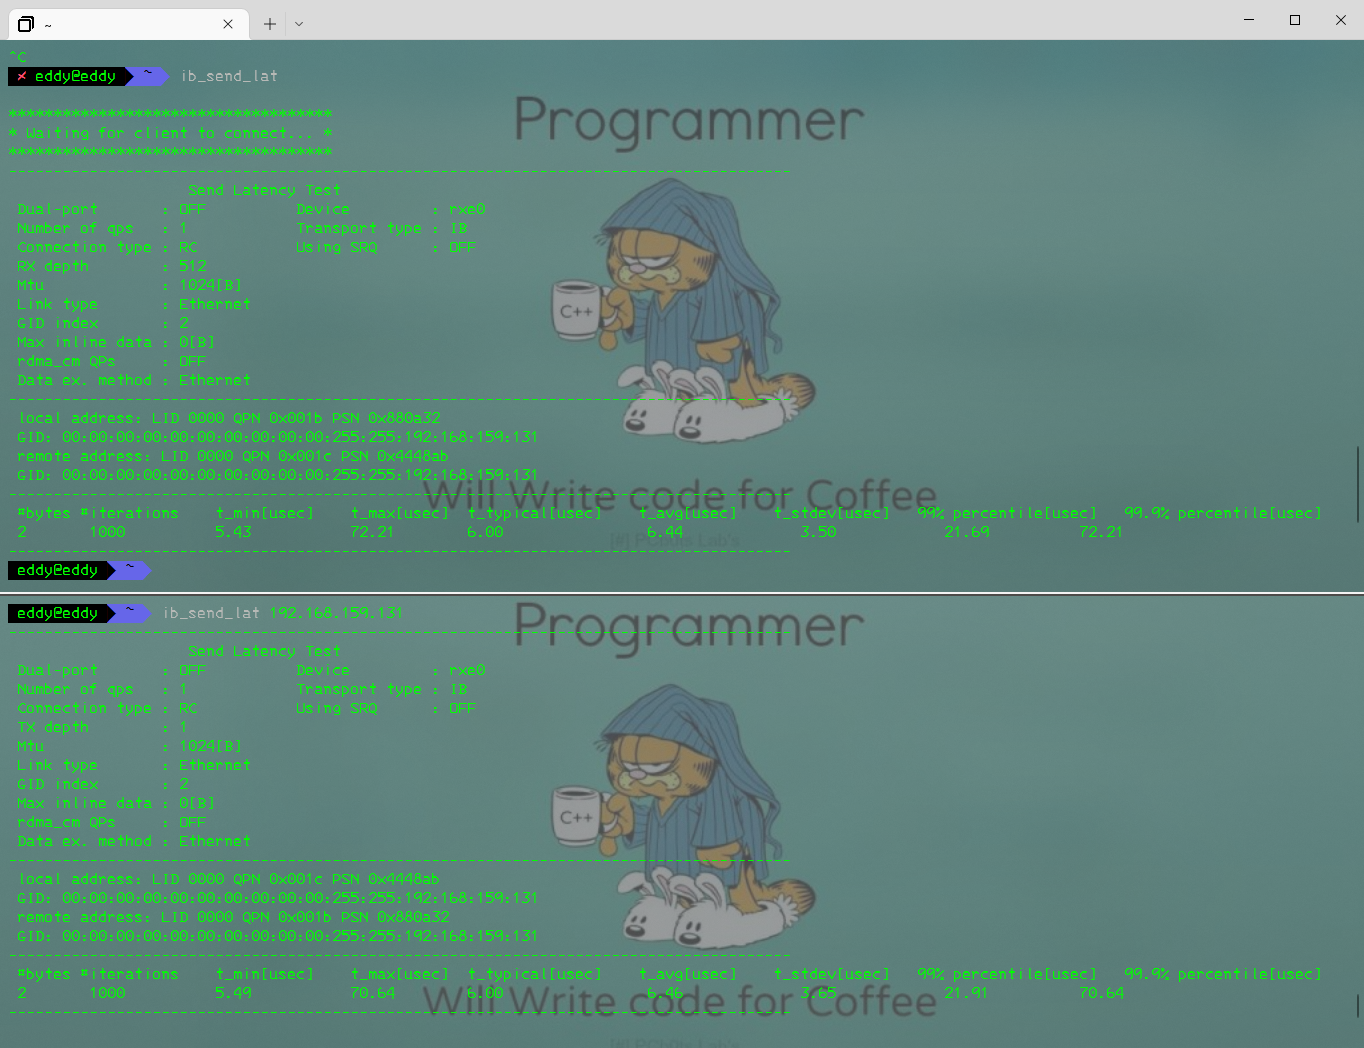 ~
^C
✗ eddy@eddy ~ ib_send_lat
************************************
* Waiting for client to connect... *
************************************
---------------------------------------------------------------------------------------
Send Latency Test
Dual-port : OFF Device : rxe0
Number of qps : 1 Transport type : IB
Connection type : RC Using SRQ : OFF
RX depth : 512
Mtu : 1024[B]
Link type : Ethernet
GID index : 2
Max inline data : 0[B]
rdma_cm QPs : OFF
Data ex. method : Ethernet
---------------------------------------------------------------------------------------
local address: LID 0000 QPN 0x001b PSN 0x880a32
GID: 00:00:00:00:00:00:00:00:00:00:255:255:192:168:159:131
remote address: LID 0000 QPN 0x001c PSN 0x4448ab
GID: 00:00:00:00:00:00:00:00:00:00:255:255:192:168:159:131
---------------------------------------------------------------------------------------
#bytes #iterations t_min[usec] t_max[usec] t_typical[usec] t_avg[usec] t_stdev[usec] 99% percentile[usec] 99.9% percentile[usec]
2 1000 5.43 72.21 6.00 6.44 3.50 21.69 72.21
---------------------------------------------------------------------------------------
eddy@eddy ~
Programmer
C++
Will Write code for Coffee
eddy@eddy ~ ib_send_lat 192.168.159.131
---------------------------------------------------------------------------------------
Send Latency Test
Dual-port : OFF Device : rxe0
Number of qps : 1 Transport type : IB
Connection type : RC Using SRQ : OFF
TX depth : 1
Mtu : 1024[B]
Link type : Ethernet
GID index : 2
Max inline data : 0[B]
rdma_cm QPs : OFF
Data ex. method : Ethernet
---------------------------------------------------------------------------------------
local address: LID 0000 QPN 0x001c PSN 0x4448ab
GID: 00:00:00:00:00:00:00:00:00:00:255:255:192:168:159:131
remote address: LID 0000 QPN 0x001b PSN 0x880a32
GID: 00:00:00:00:00:00:00:00:00:00:255:255:192:168:159:131
---------------------------------------------------------------------------------------
#bytes #iterations t_min[usec] t_max[usec] t_typical[usec] t_avg[usec] t_stdev[usec] 99% percentile[usec] 99.9% percentile[usec]
2 1000 5.49 70.64 6.00 6.46 3.65 21.91 70.64
---------------------------------------------------------------------------------------
Programmer
C++
Will Write code for Coffee